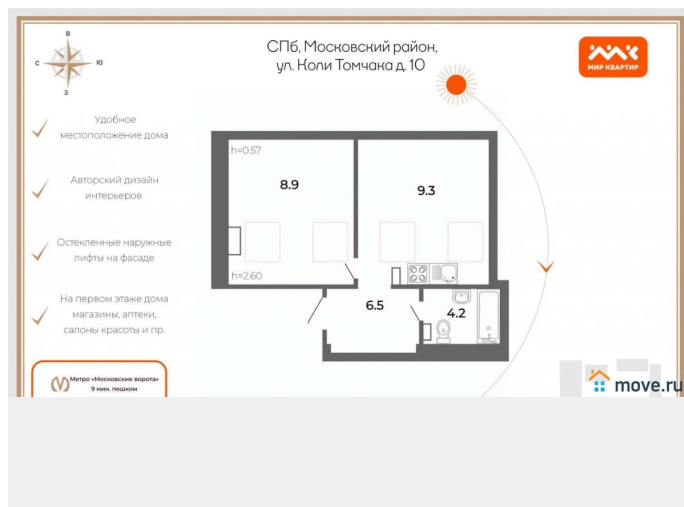 СПб, Московский район,
ул. Коли Томчака д. 10
МИР КВАРТИР
В
С
Ю
З
Удобное
местоположение дома
Авторский дизайн
интерьеров
Остекленные наружные
лифты на фасаде
На первом этаже дома
магазины, аптеки,
салоны красоты и пр.
Метро «Московские ворота»
9 мин. пешком
h=0.57
8.9
9.3
h=2.60
6.5
4.2
move.ru